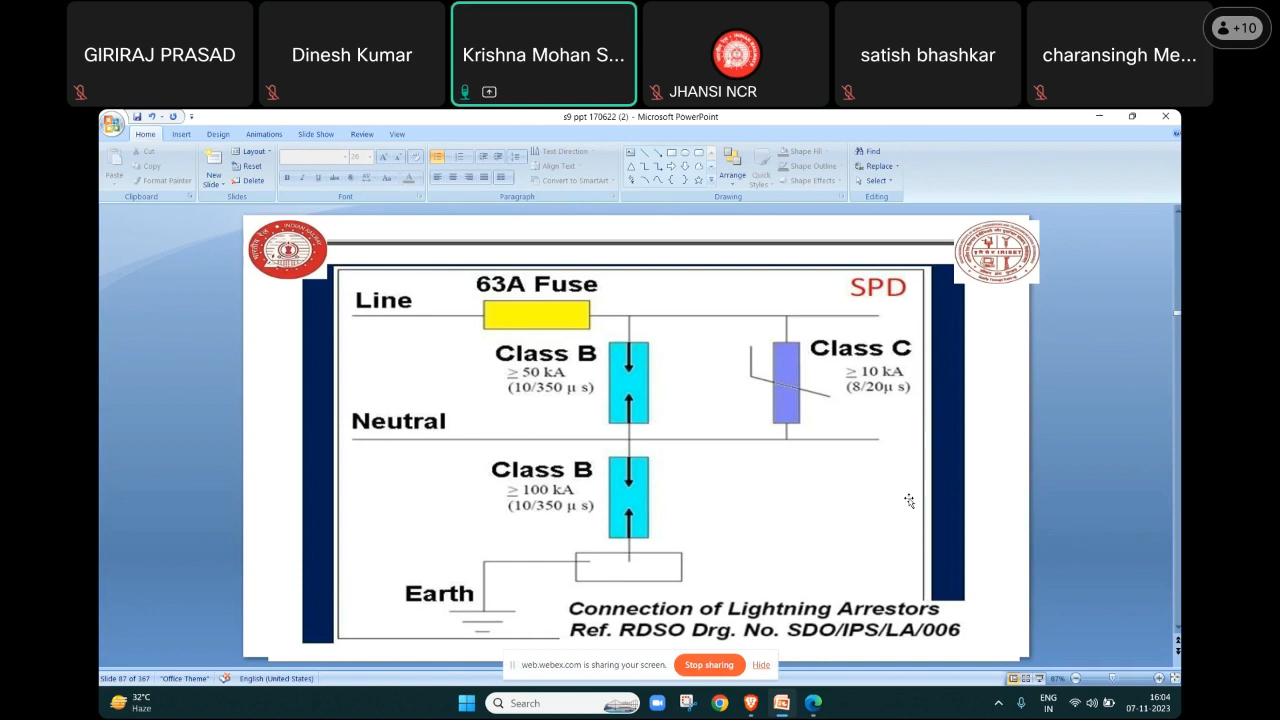 GIRIRAJ PRASAD
Dinesh Kumar
Krishna Mohan S...
JHANSI NCR
satish bhashkar
charansingh Me...
+10
s9 ppt 170622 (2) - Microsoft PowerPoint
Home Insert Design Animations Slide Show Review View
Paste
Cut
Copy
Format Painter
Clipboard
New Slide
Layout
Reset
Delete
Slides
26
Font
Text Direction
Align Text
Convert to SmartArt
Paragraph
Arrange
Quick Styles
Shape Fill
Shape Outline
Shape Effects
Drawing
Find
Replace
Select
Editing
INDIAN RAILWAY
63A Fuse
SPD
Line
Class B
≥ 50 kA
(10/350 μ s)
Class C
≥ 10 kA
(8/20μ s)
Neutral
Class B
≥ 100 kA
(10/350 μ s)
Earth
Connection of Lightning Arrestors
Ref. RDSO Drg. No. SDO/IPS/LA/006
web.webex.com is sharing your screen.
Stop sharing
Hide
Slide 87 of 367
"Office Theme"
English (United States)
87%
32°C
Haze
Search
ENG
IN
16:04
07-11-2023